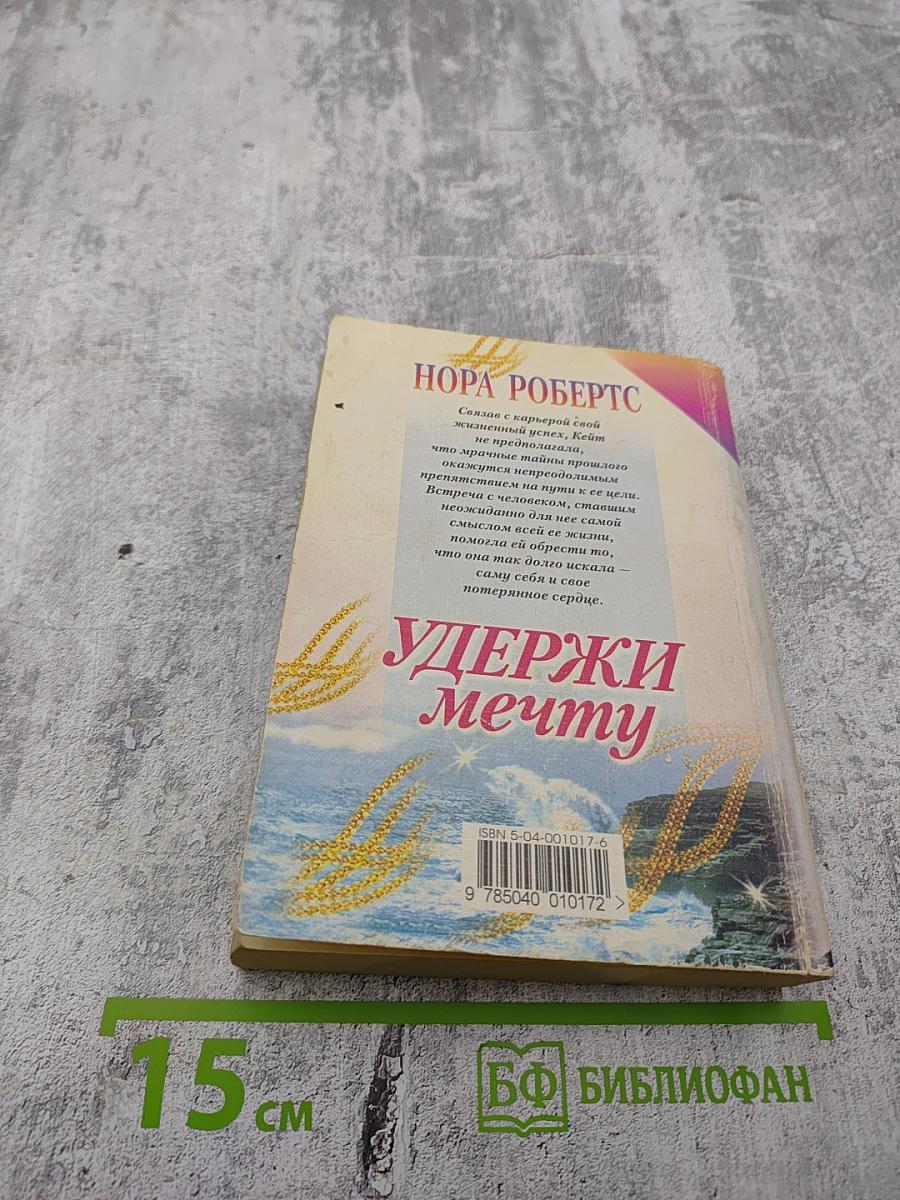 НОРА РОБЕРТС
Связав с карьерой свой
жизненный успех, Кейт
не предполагала,
что мрачные тайны прошлого
окажутся непреодолимым
препятствием на пути к ее цели.
Встреча с человеком, ставшим
неожиданно для нее самой
смыслом всей ее жизни,
помогла ей обрести то,
что она так долго искала —
саму себя и свое
потерянное сердце.
УДЕРЖИ
мечту
ISBN 5-04-001017-6
9 785040 010172 >
15 см
БФ БИБЛИОФАН